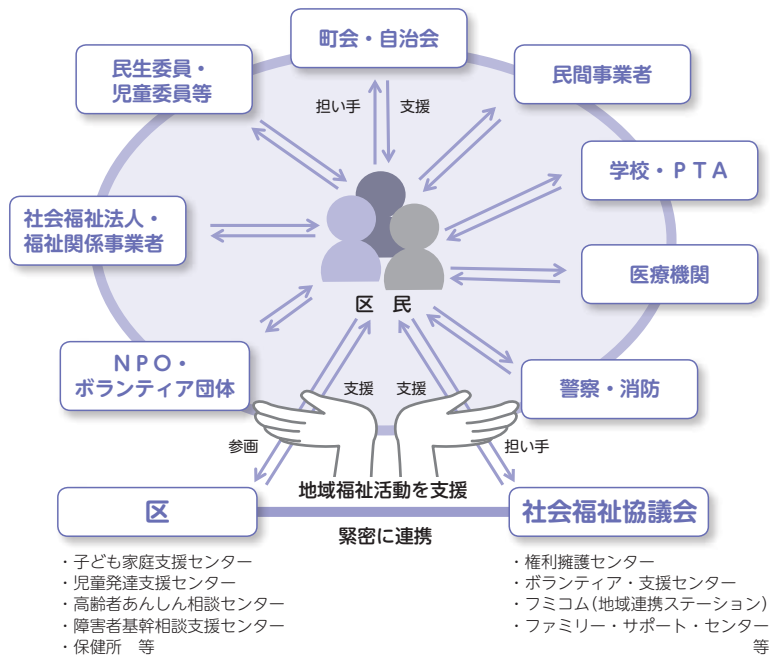 町会・自治会
民生委員・
児童委員等
民間事業者
担い手
支援
学校・ＰＴＡ
社会福祉法人・
福祉関係事業者
医療機関
区 民
ＮＰＯ・
ボランティア団体
警察・消防
支援
支援
参画
担い手
地域福祉活動を支援
区
社会福祉協議会
緊密に連携
・子ども家庭支援センター
・児童発達支援センター
・高齢者あんしん相談センター
・障害者基幹相談支援センター
・保健所　等
・権利擁護センター
・ボランティア・支援センター
・フミコム(地域連携ステーション)
・ファミリー・サポート・センター
等